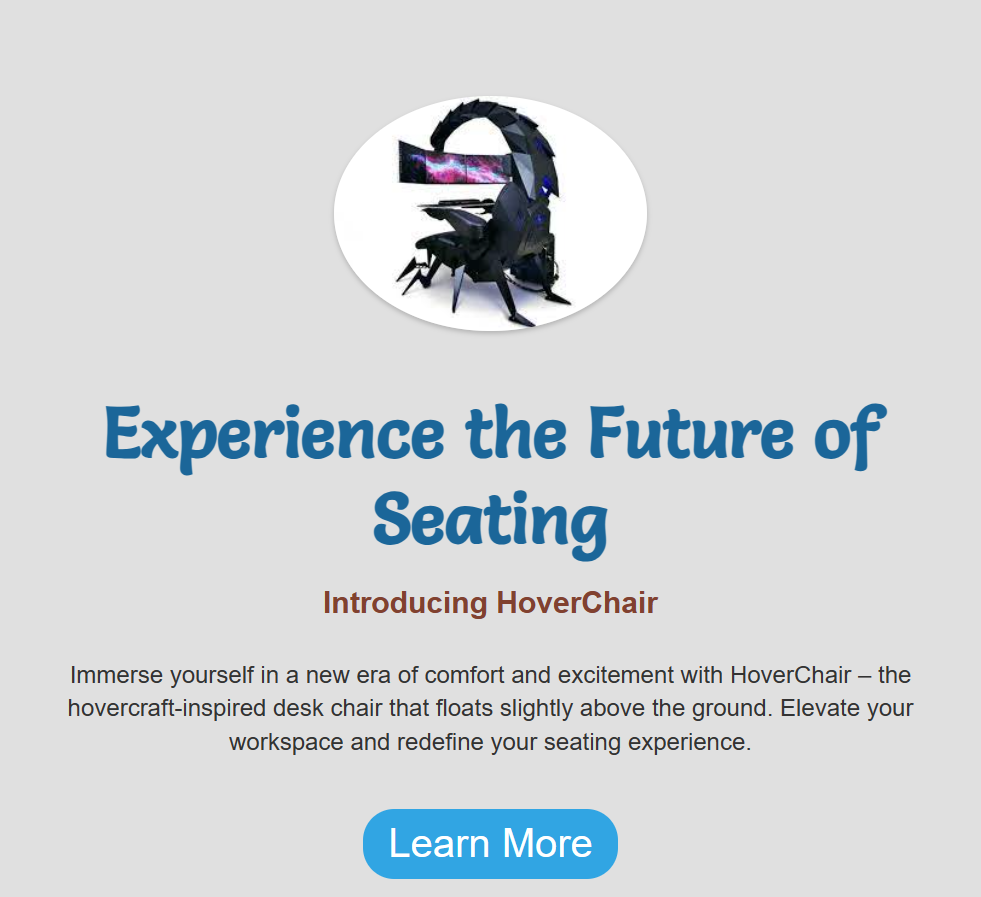 Experience the Future of
Seating
Introducing HoverChair
Immerse yourself in a new era of comfort and excitement with HoverChair – the
hovercraft-inspired desk chair that floats slightly above the ground. Elevate your
workspace and redefine your seating experience.
Learn More